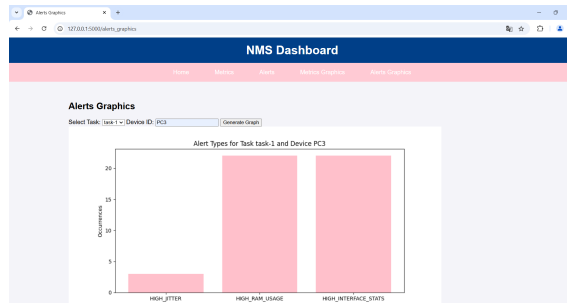 Alerts Graphics
127.0.0.1:5000/alerts_graphics
NMS Dashboard
Home Metrics Alerts Metrics Graphics Alerts Graphics
Alerts Graphics
Select Task: task-1 Device ID: PC3 Generate Graph
Alert Types for Task task-1 and Device PC3
20
15
10
5
0
Occurrences
HIGH_JITTER HIGH_RAM_USAGE HIGH_INTERFACE_STATS